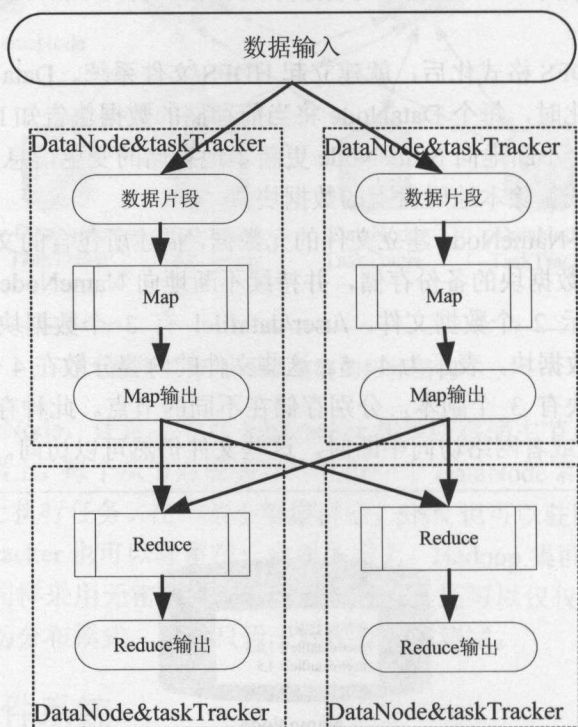 数据输入
DataNode&taskTracker
DataNode&taskTracker
数据片段
数据片段
Map
Map
Map输出
Map输出
Reduce
Reduce
Reduce输出
Reduce输出
DataNode&taskTracker
DataNode&taskTracker